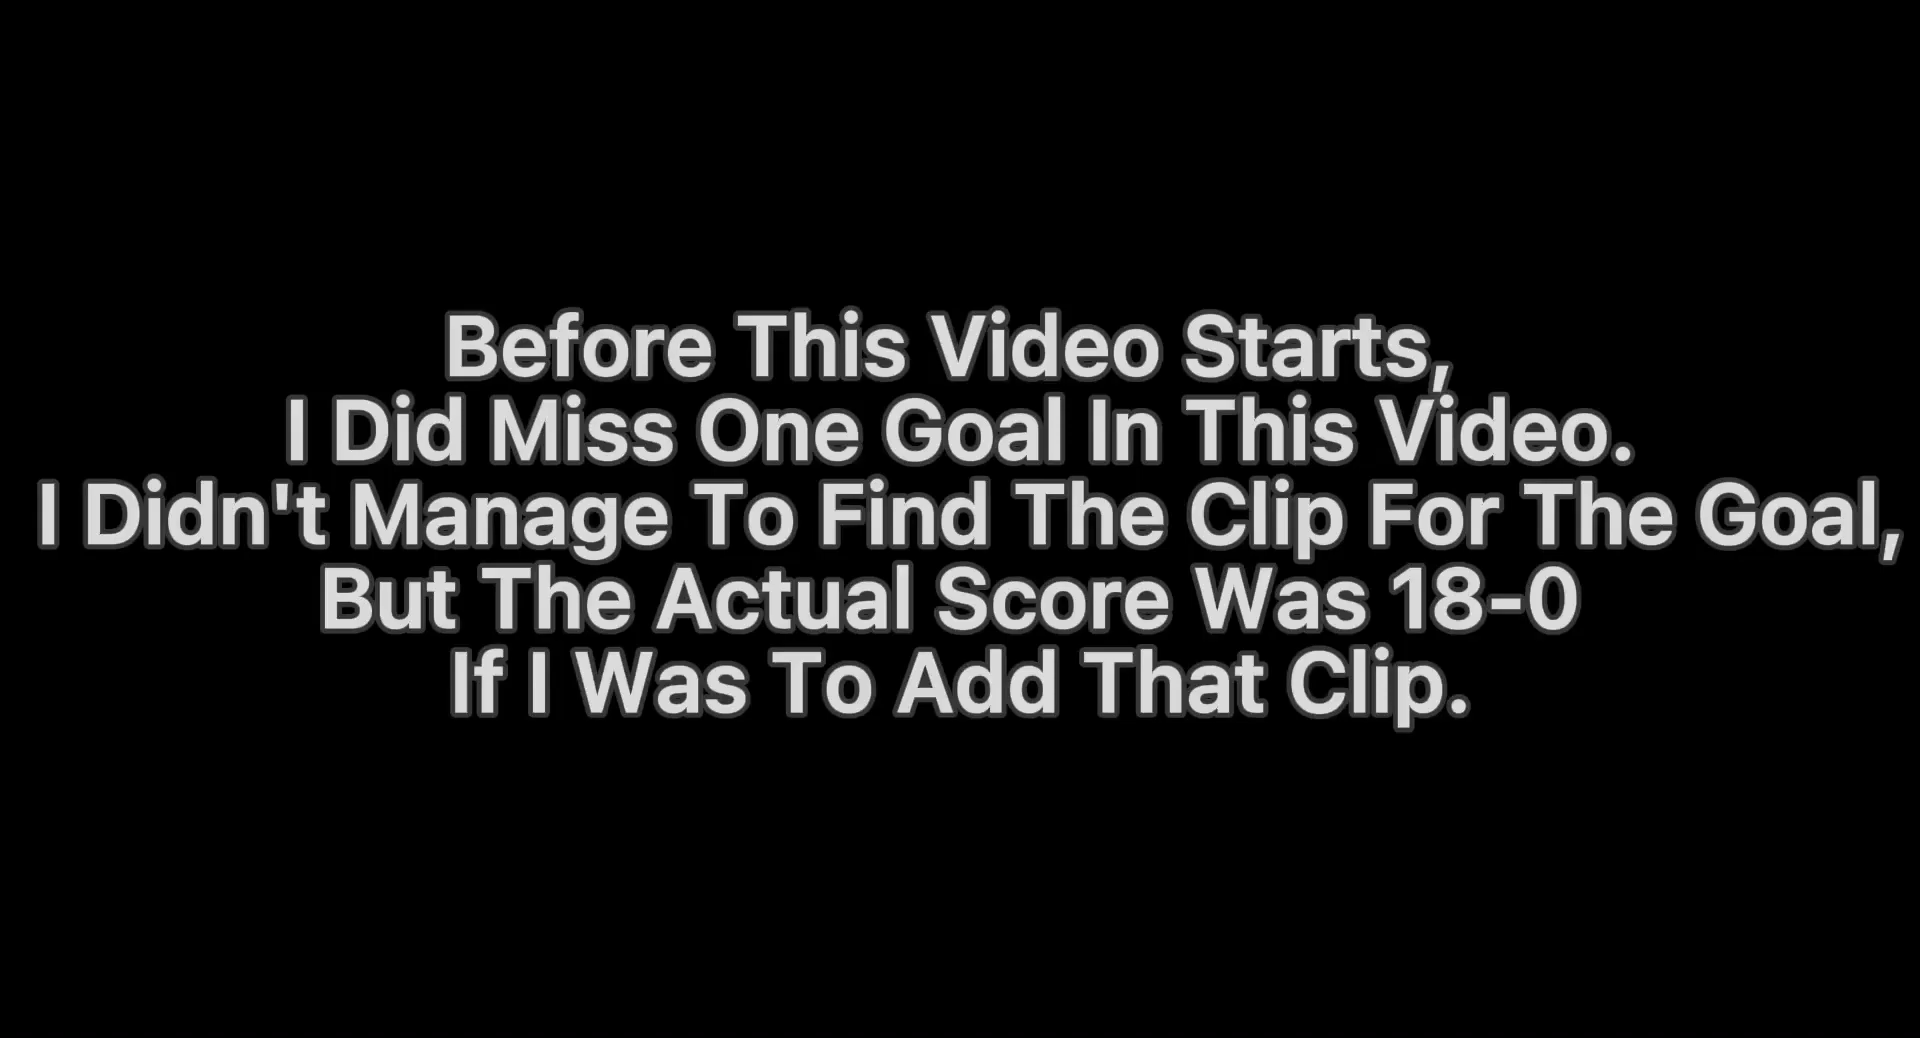 Before This Video Starts,
I Did Miss One Goal In This Video.
I Didn't Manage To Find The Clip For The Goal,
But The Actual Score Was 18-0
If I Was To Add That Clip.